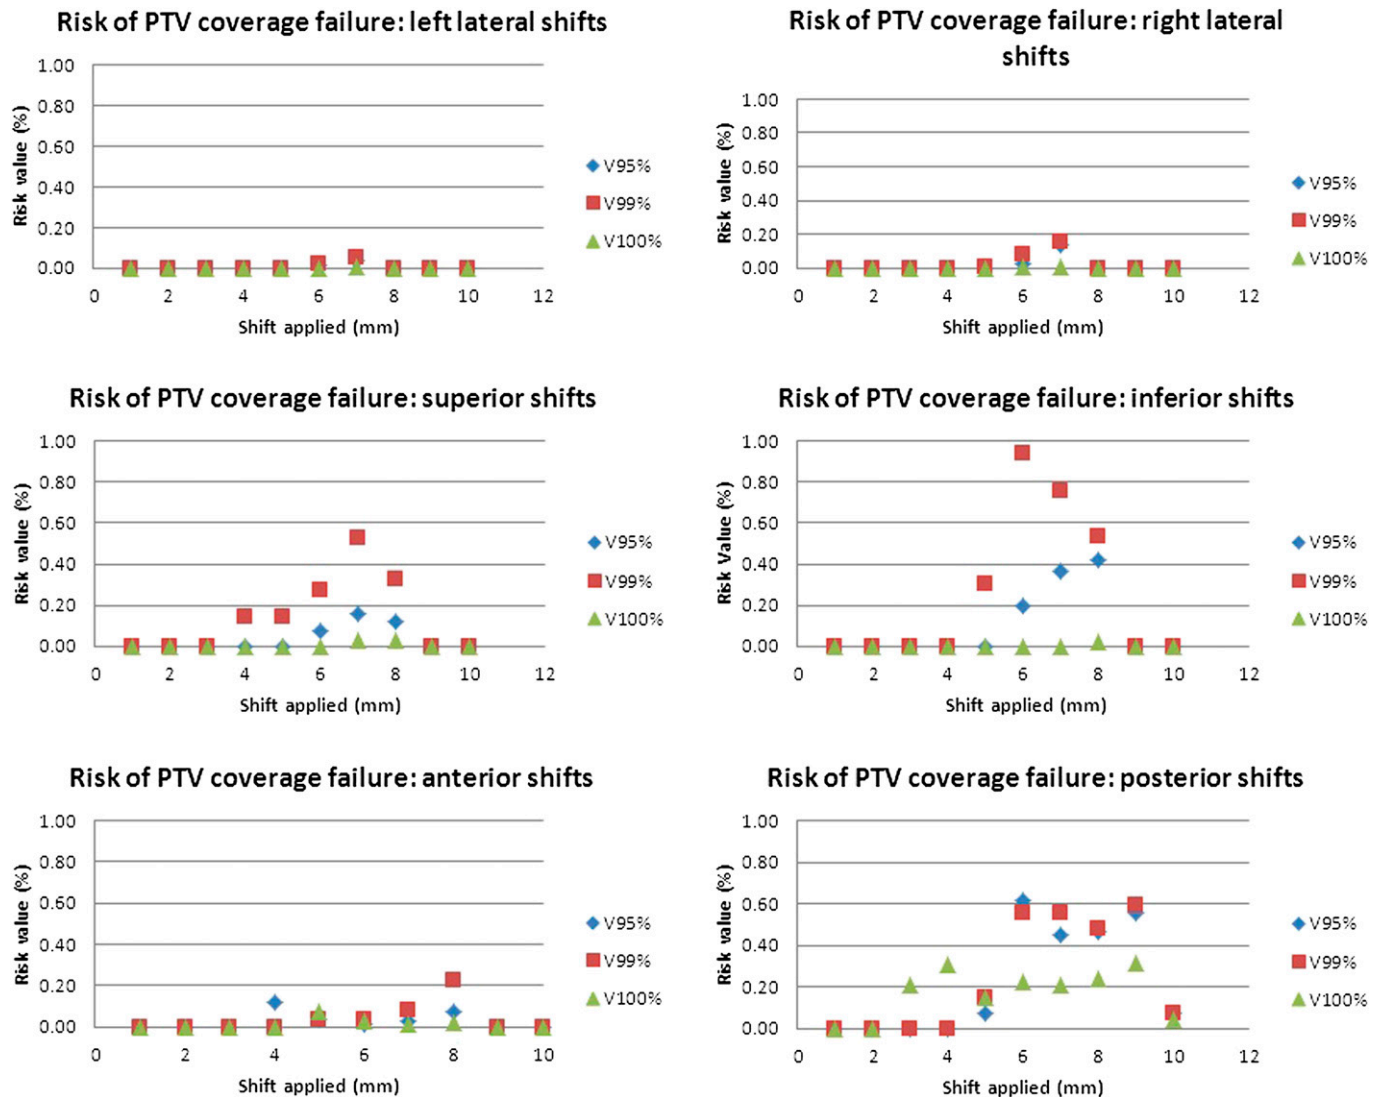 Risk of PTV coverage failure: left lateral shifts
1.00
0.80
0.60
0.40
0.20
0.00
Risk value (%)
0 2 4 6 8 10 12
Shift applied (mm)
V95%
V99%
V100%
Risk of PTV coverage failure: right lateral
shifts
1.00
0.80
0.60
0.40
0.20
0.00
Risk value (%)
0 2 4 6 8 10 12
Shift applied (mm)
V95%
V99%
V100%
Risk of PTV coverage failure: superior shifts
1.00
0.80
0.60
0.40
0.20
0.00
Risk value (%)
0 2 4 6 8 10 12
Shift applied (mm)
V95%
V99%
V100%
Risk of PTV coverage failure: inferior shifts
1.00
0.80
0.60
0.40
0.20
0.00
Risk Value (%)
0 2 4 6 8 10 12
Shift applied (mm)
V95%
V99%
V100%
Risk of PTV coverage failure: anterior shifts
1.00
0.80
0.60
0.40
0.20
0.00
Risk value (%)
0 2 4 6 8 10
Shift applied (mm)
V95%
V99%
V100%
Risk of PTV coverage failure: posterior shifts
1.00
0.80
0.60
0.40
0.20
0.00
Risk value (%)
0 2 4 6 8 10 12
Shift applied (mm)
V95%
V99%
V100%